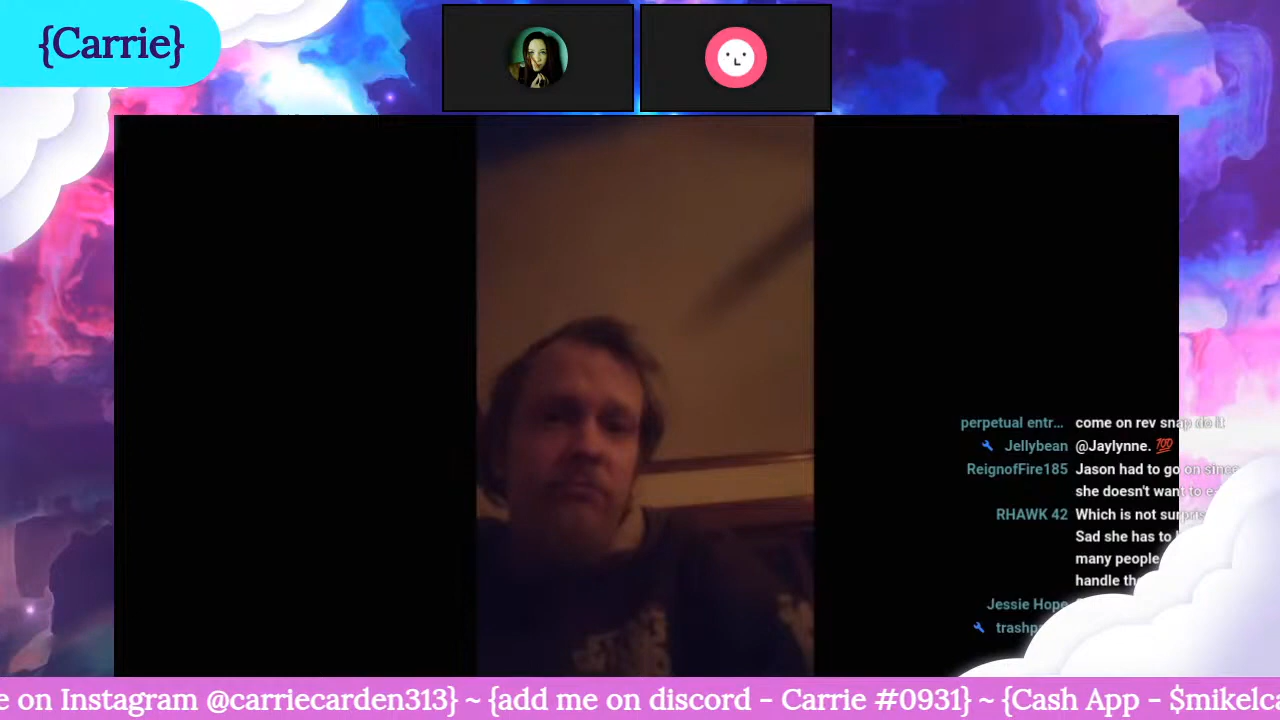 {Carrie}
perpetual entr... come on rev snap do it
Jellybean @Jaylynne. 💯
ReignofFire185 Jason had to go on since
she doesn't want to
RHAWK 42 Which is not
Sad she has to
many people
handle
Jessie Hope
e on Instagram @carriecarden313} ~ {add me on discord - Carrie #0931} ~ {Cash App - $mikelca